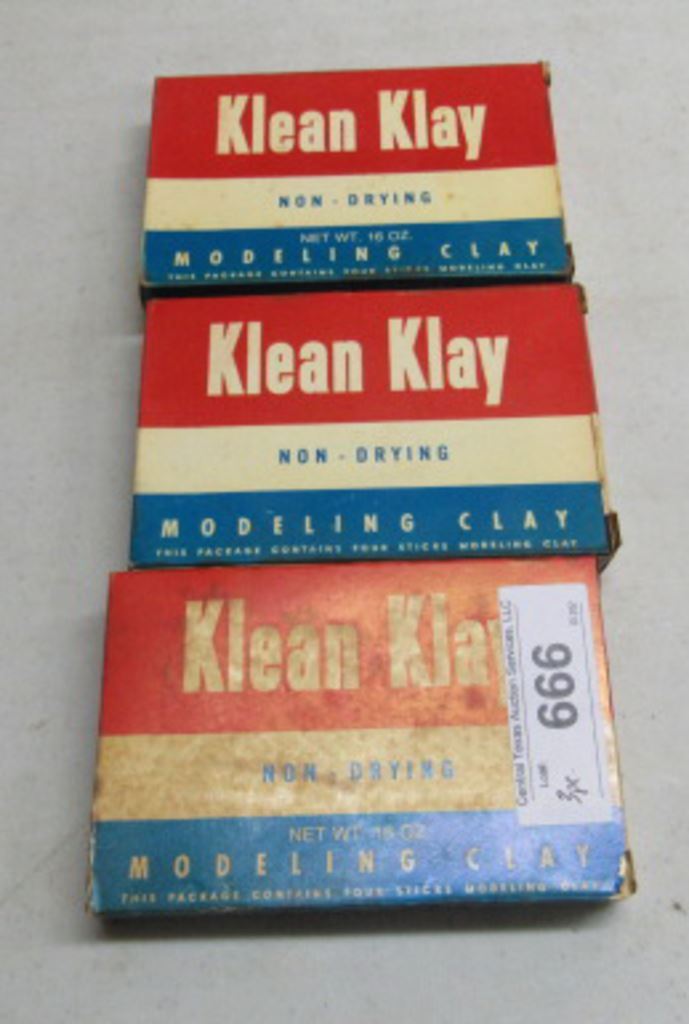 Klean Klay
NON-DRYING
NET WT. 16 OZ.
MODELING CLAY
THIS PACKAGE CONTAINS FOUR STICKS MODELING CLAY
Klean Klay
NON-DRYING
MODELING CLAY
THIS PACKAGE CONTAINS FOUR STICKS MODELING CLAY
Klean Kla
NON-DRYING
NET WT. 16 OZ.
MODELING CLAY
THIS PACKAGE CONTAINS FOUR STICKS MODELING CLAY
Central Texas Auction Services, LLC
Lot#:
666
3pc.